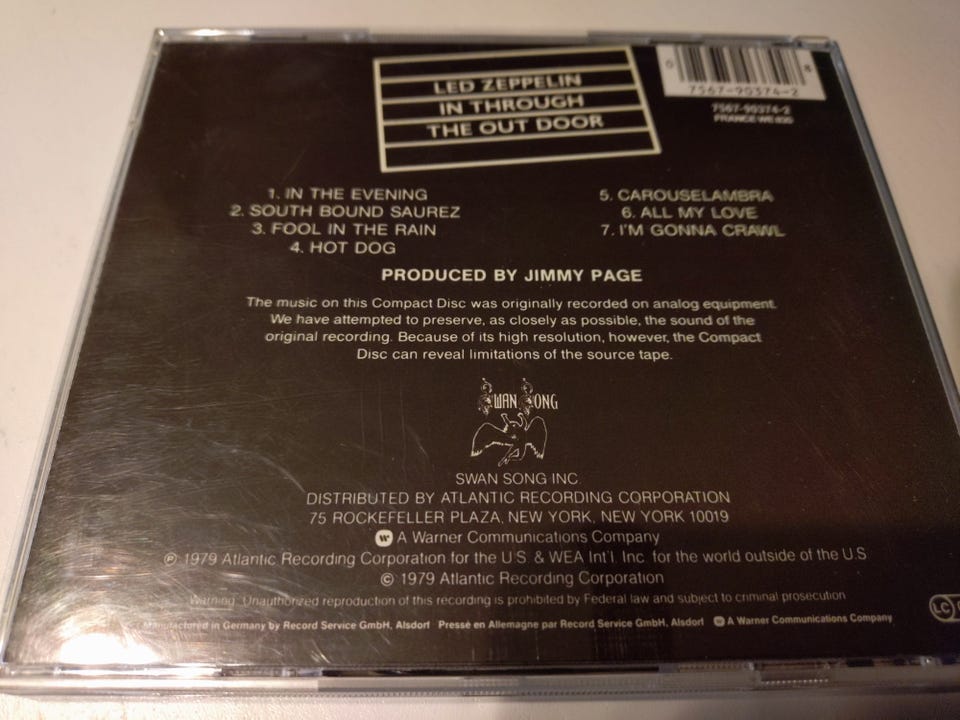 LED ZEPPELIN
IN THROUGH
THE OUT DOOR
0 7567-90374-2 8
7567-90374-2
FRANCE WE 835
1. IN THE EVENING
2. SOUTH BOUND SAUREZ
3. FOOL IN THE RAIN
4. HOT DOG
5. CAROUSELAMBRA
6. ALL MY LOVE
7. I'M GONNA CRAWL
PRODUCED BY JIMMY PAGE
The music on this Compact Disc was originally recorded on analog equipment.
We have attempted to preserve, as closely as possible, the sound of the
original recording. Because of its high resolution, however, the Compact
Disc can reveal limitations of the source tape.
SWAN SONG
SWAN SONG INC
DISTRIBUTED BY ATLANTIC RECORDING CORPORATION
75 ROCKEFELLER PLAZA, NEW YORK, NEW YORK 10019
W A Warner Communications Company
℗ 1979 Atlantic Recording Corporation for the U.S. & WEA Int'l. Inc. for the world outside of the U.S
© 1979 Atlantic Recording Corporation
Warning: Unauthorized reproduction of this recording is prohibited by Federal law and subject to criminal prosecution
Manufactured in Germany by Record Service GmbH, Alsdorf Pressé en Allemagne par Record Service GmbH, Alsdorf W A Warner Communications Company
LC